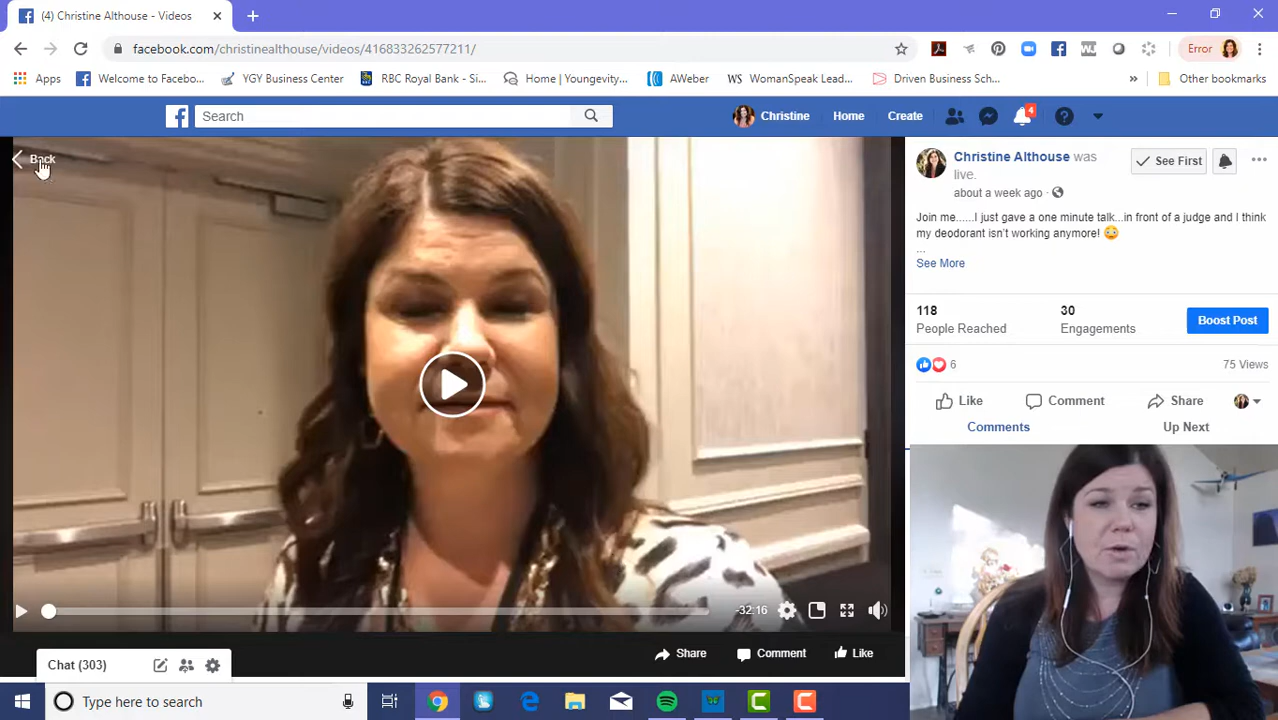 (4) Christine Althouse - Videos
facebook.com/christinealthouse/videos/416833262577211/
Error
Apps
Welcome to Facebo...
YGY Business Center
RBC Royal Bank - Si...
Home | Youngevity...
AWeber
WS WomanSpeak Lead...
Driven Business Sch...
Other bookmarks
Search
Christine
Home
Create
4
Back
Christine Althouse was
live.
See First
about a week ago
Join me......I just gave a one minute talk...in front of a judge and I think
my deodorant isn't working anymore!
...
See More
118
People Reached
30
Engagements
Boost Post
6
75 Views
Like
Comment
Share
Comments
Up Next
-32:16
Share
Comment
Like
Chat (303)
Type here to search